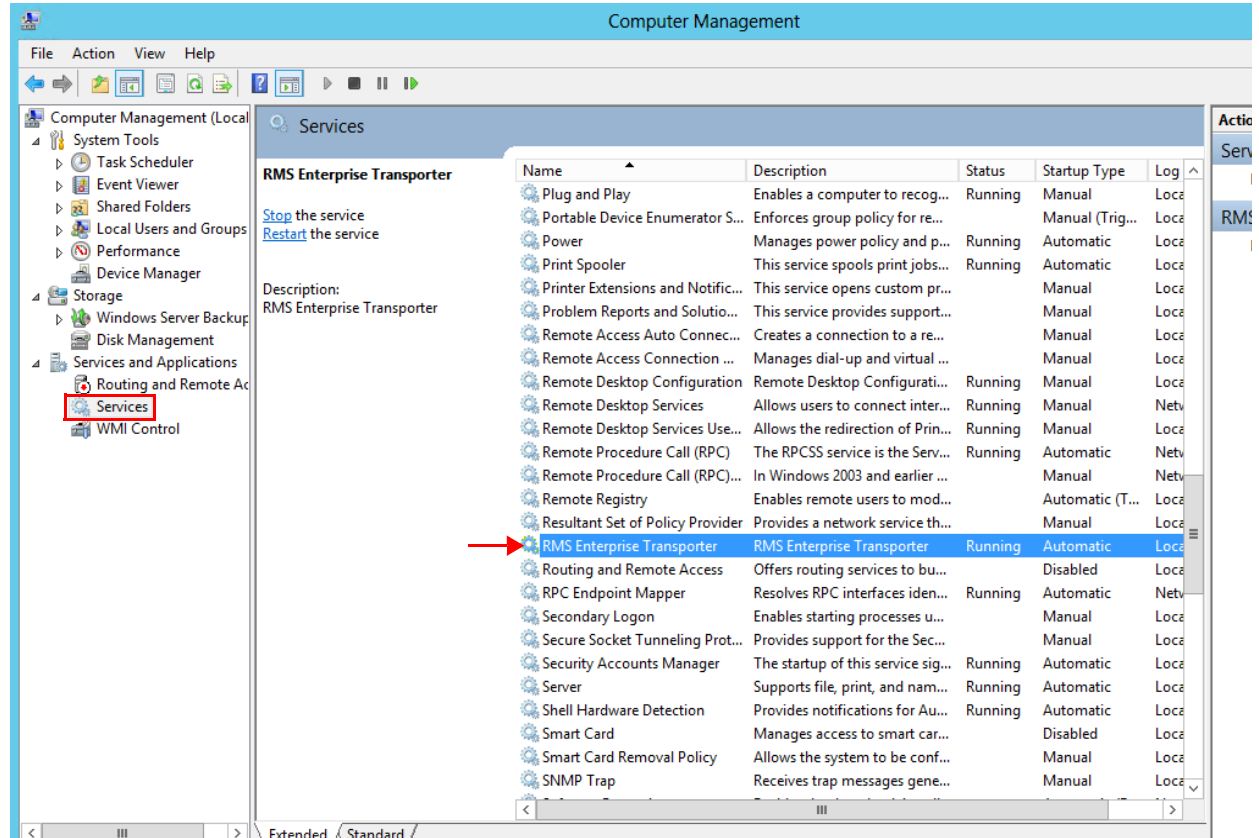 Computer Management
File Action View Help
Computer Management (Local
System Tools
Task Scheduler
Event Viewer
Shared Folders
Local Users and Groups
Performance
Device Manager
Storage
Windows Server Backup
Disk Management
Services and Applications
Routing and Remote Ac
Services
WMI Control
Services
RMS Enterprise Transporter
Stop the service
Restart the service
Description:
RMS Enterprise Transporter
Name Description Status Startup Type Log
Plug and Play Enables a computer to recog... Running Manual Loca
Portable Device Enumerator S... Enforces group policy for re... Manual (Trig... Loca
Power Manages power policy and p... Running Automatic Loca
Print Spooler This service spools print jobs... Running Automatic Loca
Printer Extensions and Notific... This service opens custom pr... Manual Loca
Problem Reports and Solutio... This service provides support... Manual Loca
Remote Access Auto Connec... Creates a connection to a re... Manual Loca
Remote Access Connection ... Manages dial-up and virtual ... Manual Loca
Remote Desktop Configuration Remote Desktop Configurati... Running Manual Loca
Remote Desktop Services Allows users to connect inter... Running Manual Netw
Remote Desktop Services Use... Allows the redirection of Prin... Running Manual Loca
Remote Procedure Call (RPC) The RPCSS service is the Serv... Running Automatic Netw
Remote Procedure Call (RPC)... In Windows 2003 and earlier ... Manual Netw
Remote Registry Enables remote users to mod... Automatic (T... Loca
Resultant Set of Policy Provider Provides a network service th... Manual Loca
RMS Enterprise Transporter RMS Enterprise Transporter Running Automatic Loca
Routing and Remote Access Offers routing services to bu... Disabled Loca
RPC Endpoint Mapper Resolves RPC interfaces iden... Running Automatic Netw
Secondary Logon Enables starting processes u... Manual Loca
Secure Socket Tunneling Prot... Provides support for the Sec... Manual Loca
Security Accounts Manager The startup of this service sig... Running Automatic Loca
Server Supports file, print, and nam... Running Automatic Loca
Shell Hardware Detection Provides notifications for Au... Running Automatic Loca
Smart Card Manages access to smart car... Disabled Loca
Smart Card Removal Policy Allows the system to be conf... Manual Loca
SNMP Trap Receives trap messages gene... Manual Loca
Extended Standard
Actio
Serv
RMS